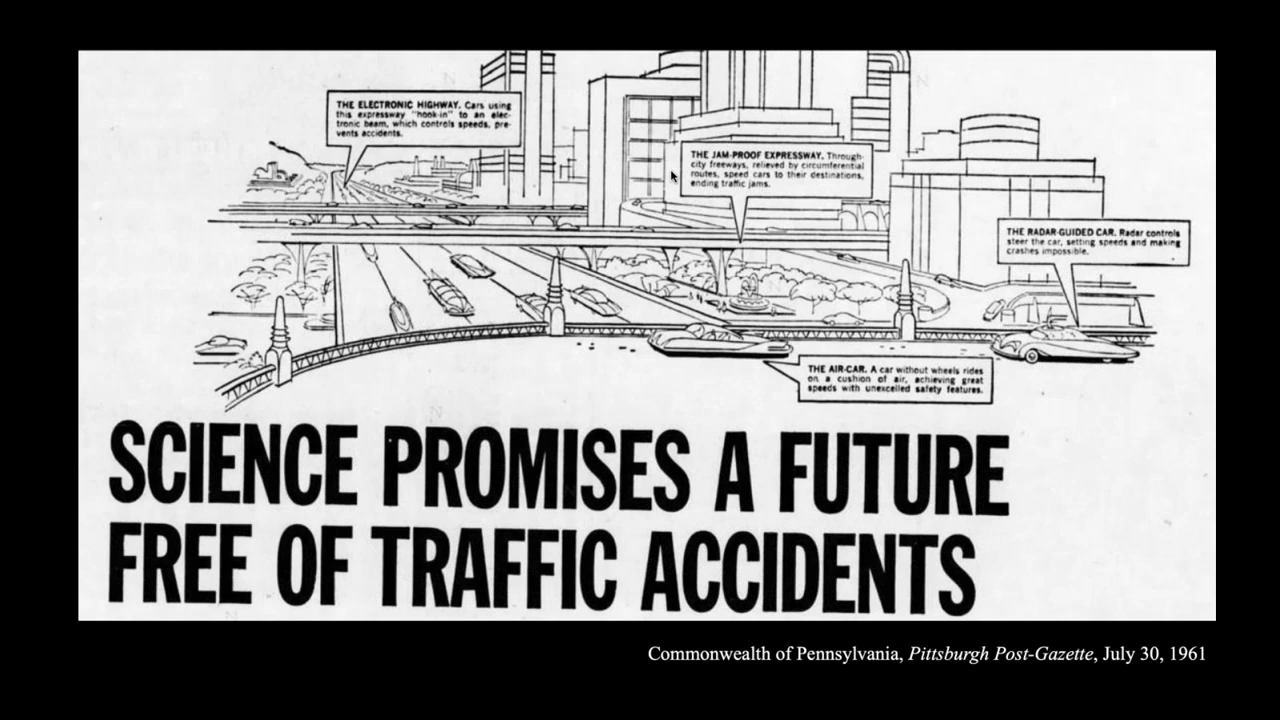 THE ELECTRONIC HIGHWAY. Cars using
this expressway "hook-in" to an elec-
tronic beam, which controls speeds, pre-
vents accidents.
THE JAM-PROOF EXPRESSWAY. Through-
city freeways, relieved by circumferential
routes, speed cars to their destinations,
ending traffic jams.
THE RADAR-GUIDED CAR. Radar controls
steer the car, setting speeds and making
crashes impossible.
THE AIR-CAR. A car without wheels rides
on a cushion of air, achieving great
speeds with unexcelled safety features.
SCIENCE PROMISES A FUTURE
FREE OF TRAFFIC ACCIDENTS
Commonwealth of Pennsylvania, Pittsburgh Post-Gazette, July 30, 1961